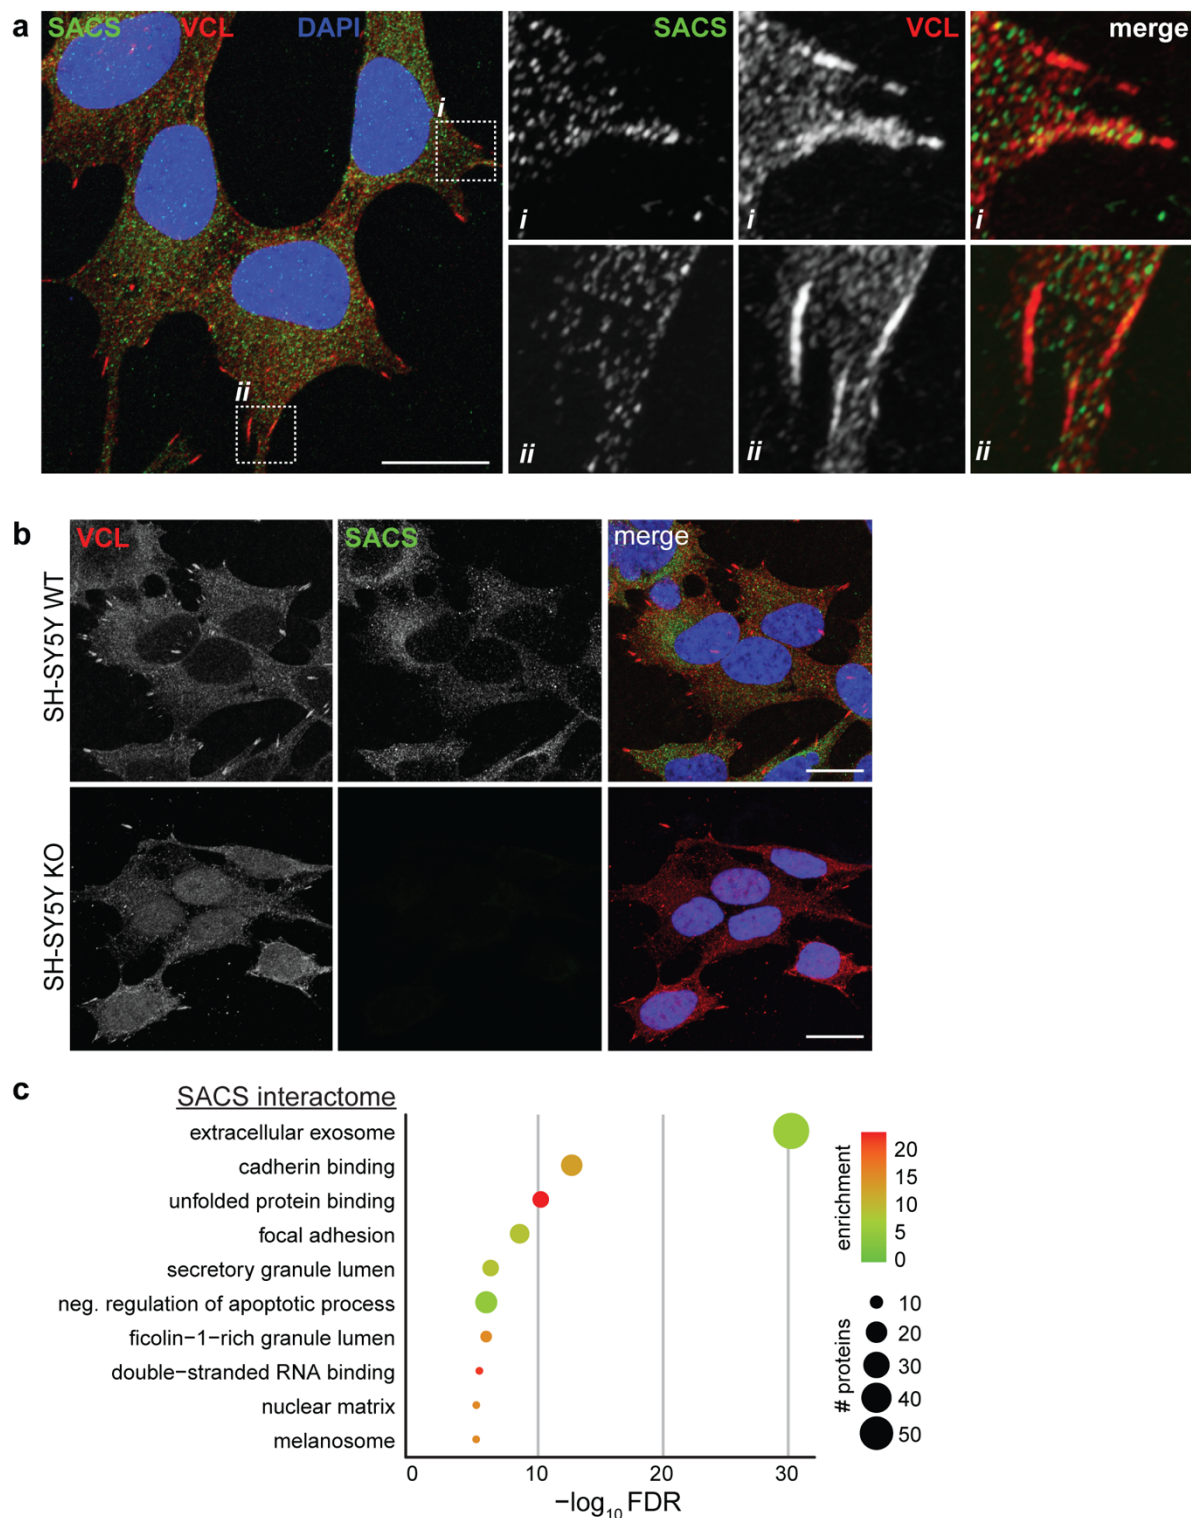 a
SACS VCL DAPI
i
ii
SACS
i
VCL
i
merge
i
ii
ii
ii
b
VCL
SACS
merge
SH-SY5Y WT
SH-SY5Y KO
c
SACS interactome
extracellular exosome
cadherin binding
unfolded protein binding
focal adhesion
secretory granule lumen
neg. regulation of apoptotic process
ficolin−1−rich granule lumen
double−stranded RNA binding
nuclear matrix
melanosome
0 10 20 30
−log10 FDR
enrichment
20
15
10
5
0
# proteins
10
20
30
40
50